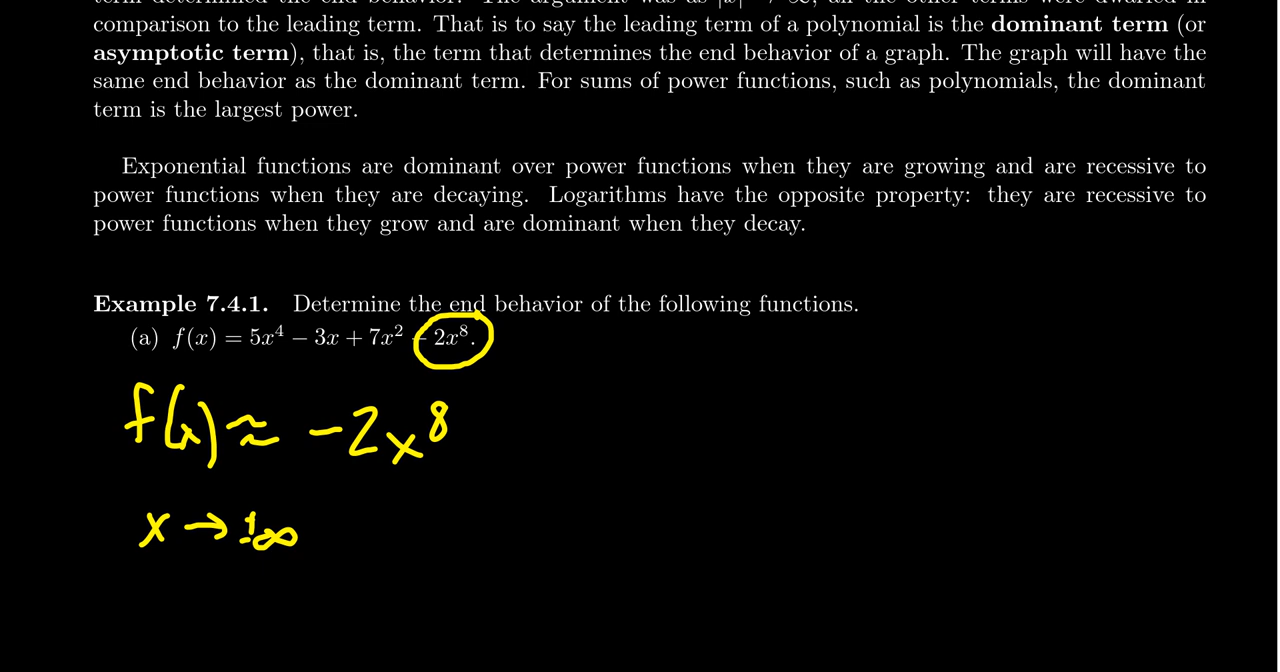 comparison to the leading term. That is to say the leading term of a polynomial is the dominant term (or
asymptotic term), that is, the term that determines the end behavior of a graph. The graph will have the
same end behavior as the dominant term. For sums of power functions, such as polynomials, the dominant
term is the largest power.
Exponential functions are dominant over power functions when they are growing and are recessive to
power functions when they are decaying. Logarithms have the opposite property: they are recessive to
power functions when they grow and are dominant when they decay.
Example 7.4.1. Determine the end behavior of the following functions.
(a) f(x) = 5x⁴ − 3x + 7x² − 2x⁸.
f(x) ≈ −2x⁸
x → ±∞